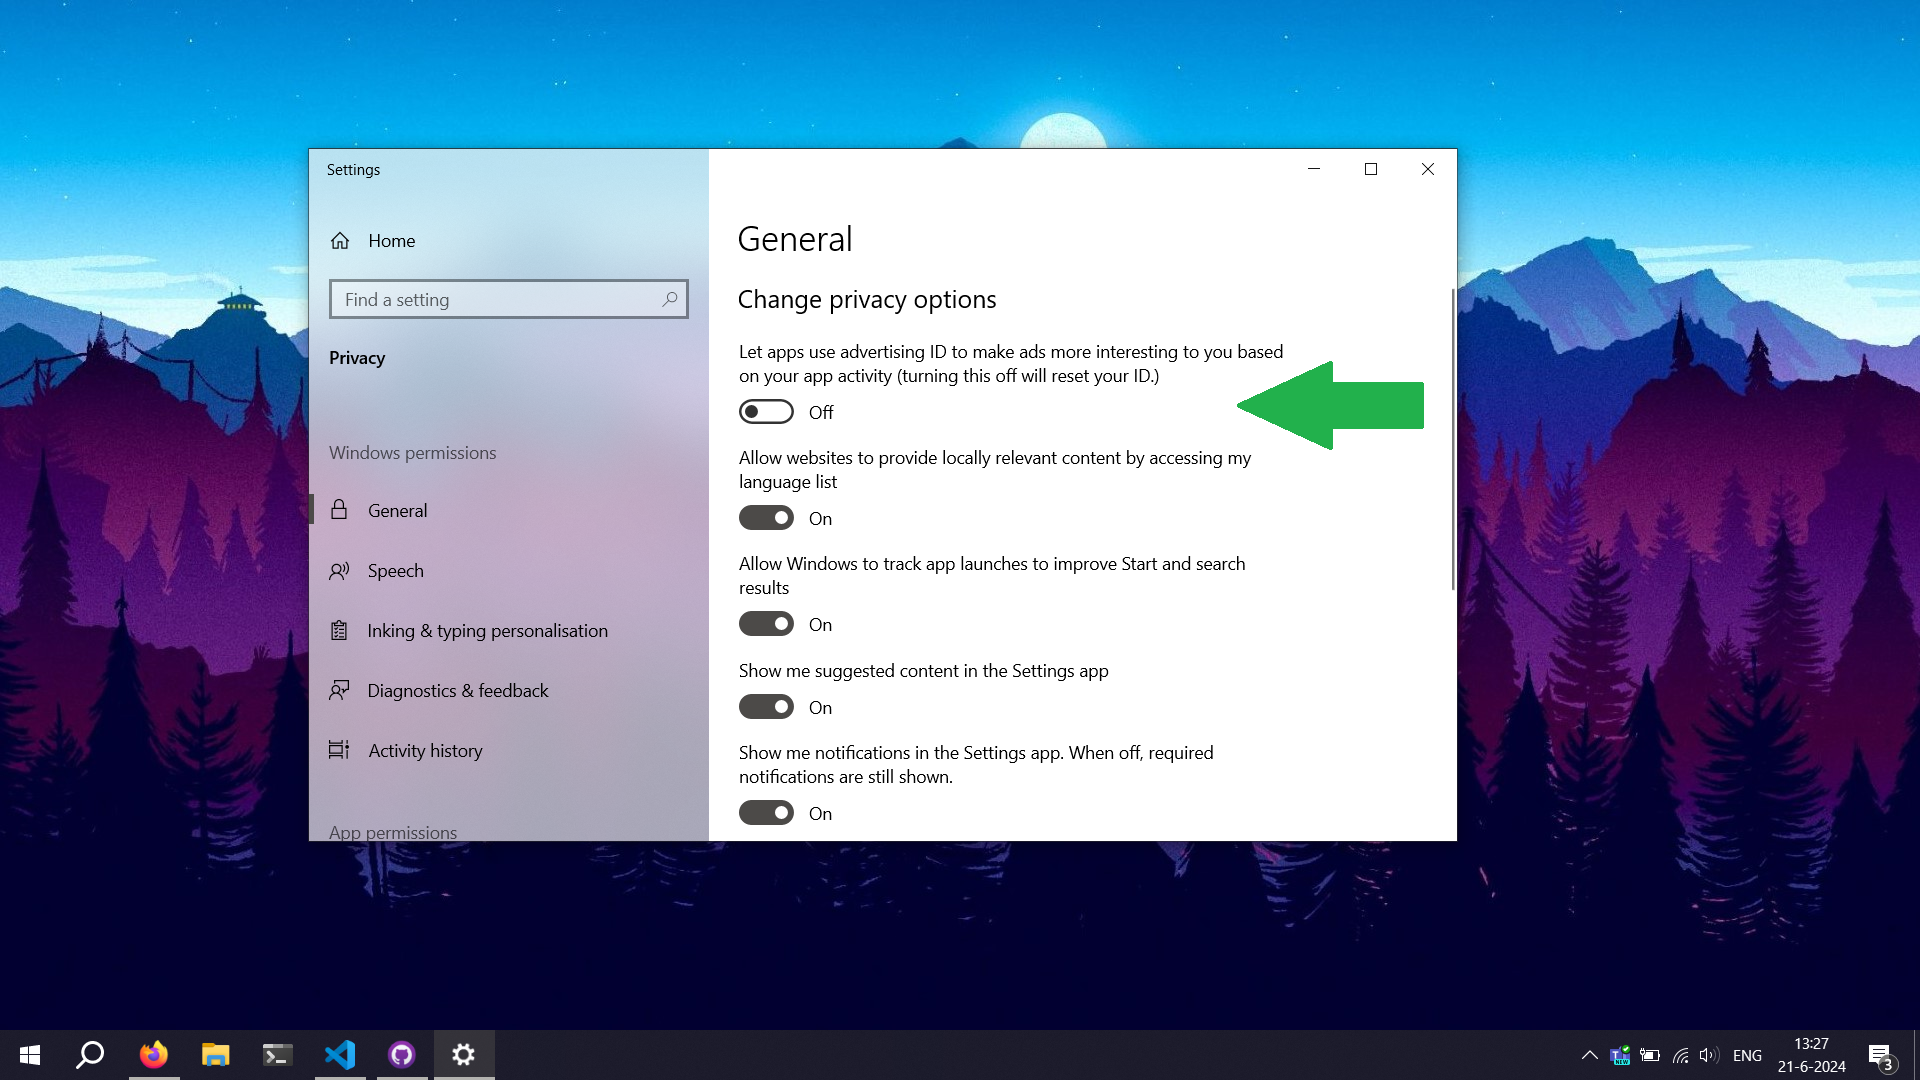 Settings
Home
Find a setting
Privacy
Windows permissions
General
Speech
Inking & typing personalisation
Diagnostics & feedback
Activity history
App permissions
General
Change privacy options
Let apps use advertising ID to make ads more interesting to you based
on your app activity (turning this off will reset your ID.)
Off
Allow websites to provide locally relevant content by accessing my
language list
On
Allow Windows to track app launches to improve Start and search
results
On
Show me suggested content in the Settings app
On
Show me notifications in the Settings app. When off, required
notifications are still shown.
On
T
NEW
ENG
13:27
21-6-2024
3